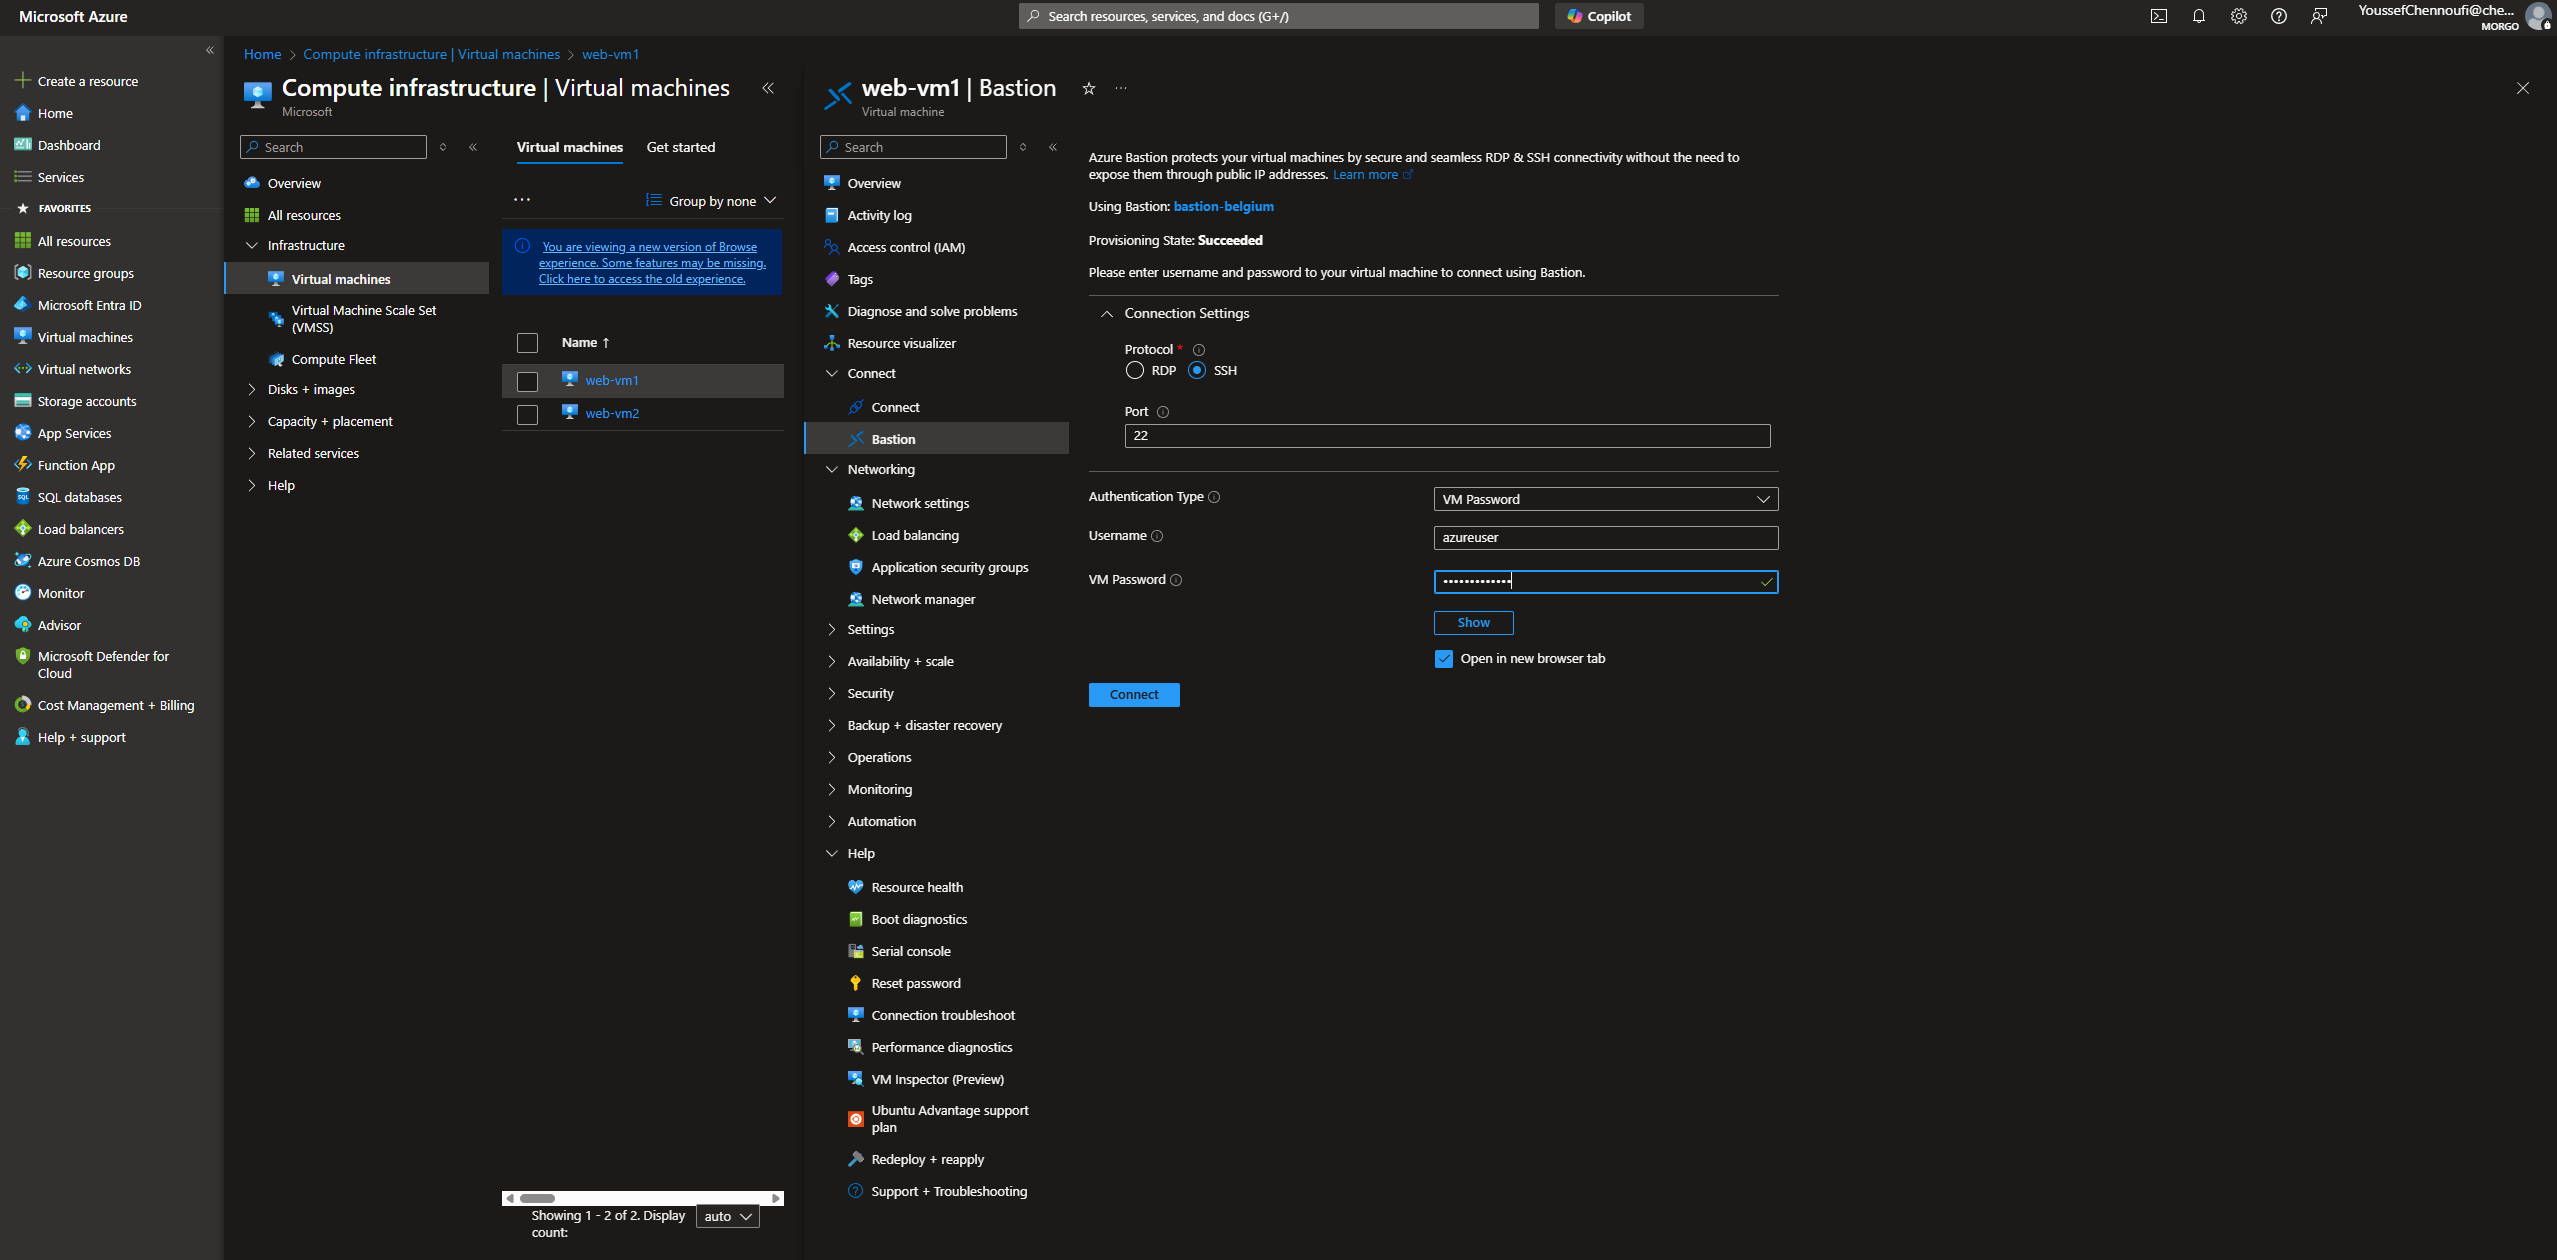 Microsoft Azure
Search resources, services, and docs (G+/)
Copilot
YoussefChennoufi@che...
MORGO
Create a resource
Home
Dashboard
Services
FAVORITES
All resources
Resource groups
Microsoft Entra ID
Virtual machines
Virtual networks
Storage accounts
App Services
Function App
SQL databases
Load balancers
Azure Cosmos DB
Monitor
Advisor
Microsoft Defender for
Cloud
Cost Management + Billing
Help + support
Home > Compute infrastructure | Virtual machines > web-vm1
Compute infrastructure | Virtual machines
Microsoft
Search
Overview
All resources
Infrastructure
Virtual machines
Virtual Machine Scale Set
(VMSS)
Compute Fleet
Disks + images
Capacity + placement
Related services
Help
Virtual machines
Get started
Group by none
You are viewing a new version of Browse
experience. Some features may be missing.
Click here to access the old experience.
Name ↑
web-vm1
web-vm2
Showing 1 - 2 of 2. Display
count:
auto
web-vm1 | Bastion
Virtual machine
Search
Overview
Activity log
Access control (IAM)
Tags
Diagnose and solve problems
Resource visualizer
Connect
Connect
Bastion
Networking
Network settings
Load balancing
Application security groups
Network manager
Settings
Availability + scale
Security
Backup + disaster recovery
Operations
Monitoring
Automation
Help
Resource health
Boot diagnostics
Serial console
Reset password
Connection troubleshoot
Performance diagnostics
VM Inspector (Preview)
Ubuntu Advantage support
plan
Redeploy + reapply
Support + Troubleshooting
Azure Bastion protects your virtual machines by secure and seamless RDP & SSH connectivity without the need to
expose them through public IP addresses. Learn more
Using Bastion: bastion-belgium
Provisioning State: Succeeded
Please enter username and password to your virtual machine to connect using Bastion.
Connection Settings
Protocol *
RDP
SSH
Port
22
Authentication Type
VM Password
Username
azureuser
VM Password
•••••••••••••
Show
Open in new browser tab
Connect